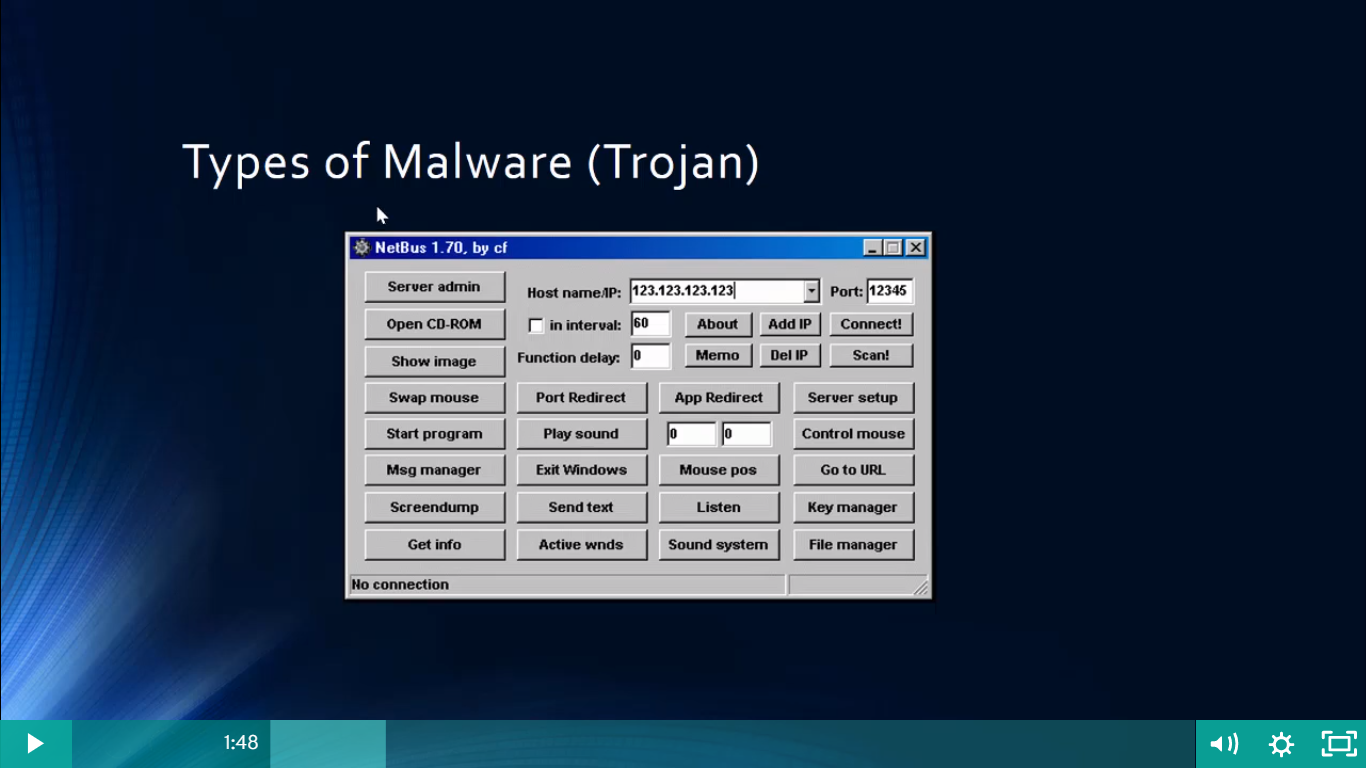 Types of Malware (Trojan)
NetBus 1.70, by cf
Server admin
Host name/IP: 123.123.123.123 Port: 12345
Open CD-ROM
in interval: 60 About Add IP Connect!
Show image
Function delay: 0 Memo Del IP Scan!
Swap mouse Port Redirect App Redirect Server setup
Start program Play sound 0 0 Control mouse
Msg manager Exit Windows Mouse pos Go to URL
Screendump Send text Listen Key manager
Get info Active wnds Sound system File manager
No connection
1:48